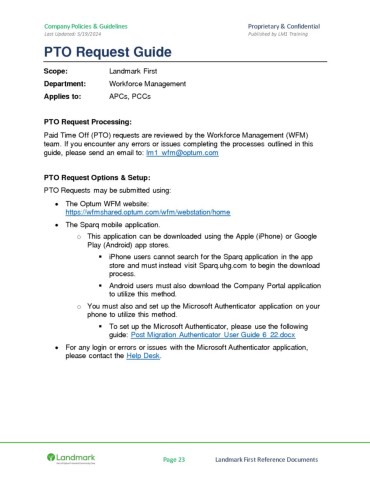 Company Policies & Guidelines
Proprietary & Confidential
Last Updated: 5/19/2024
Published by LM1 Training
PTO Request Guide
Scope: Landmark First
Department: Workforce Management
Applies to: APCs, PCCs
PTO Request Processing:
Paid Time Off (PTO) requests are reviewed by the Workforce Management (WFM)
team. If you encounter any errors or issues completing the processes outlined in this
guide, please send an email to: lm1_wfm@optum.com
PTO Request Options & Setup:
PTO Requests may be submitted using:
• The Optum WFM website:
https://wfmshared.optum.com/wfm/webstation/home
• The Sparq mobile application.
o This application can be downloaded using the Apple (iPhone) or Google
Play (Android) app stores.
▪ iPhone users cannot search for the Sparq application in the app
store and must instead visit Sparq.uhg.com to begin the download
process.
▪ Android users must also download the Company Portal application
to utilize this method.
o You must also and set up the Microsoft Authenticator application on your
phone to utilize this method.
▪ To set up the Microsoft Authenticator, please use the following
guide: Post Migration Authenticator User Guide 6_22.docx
• For any login or errors or issues with the Microsoft Authenticator application,
please contact the Help Desk.
Landmark
Page 23
Landmark First Reference Documents